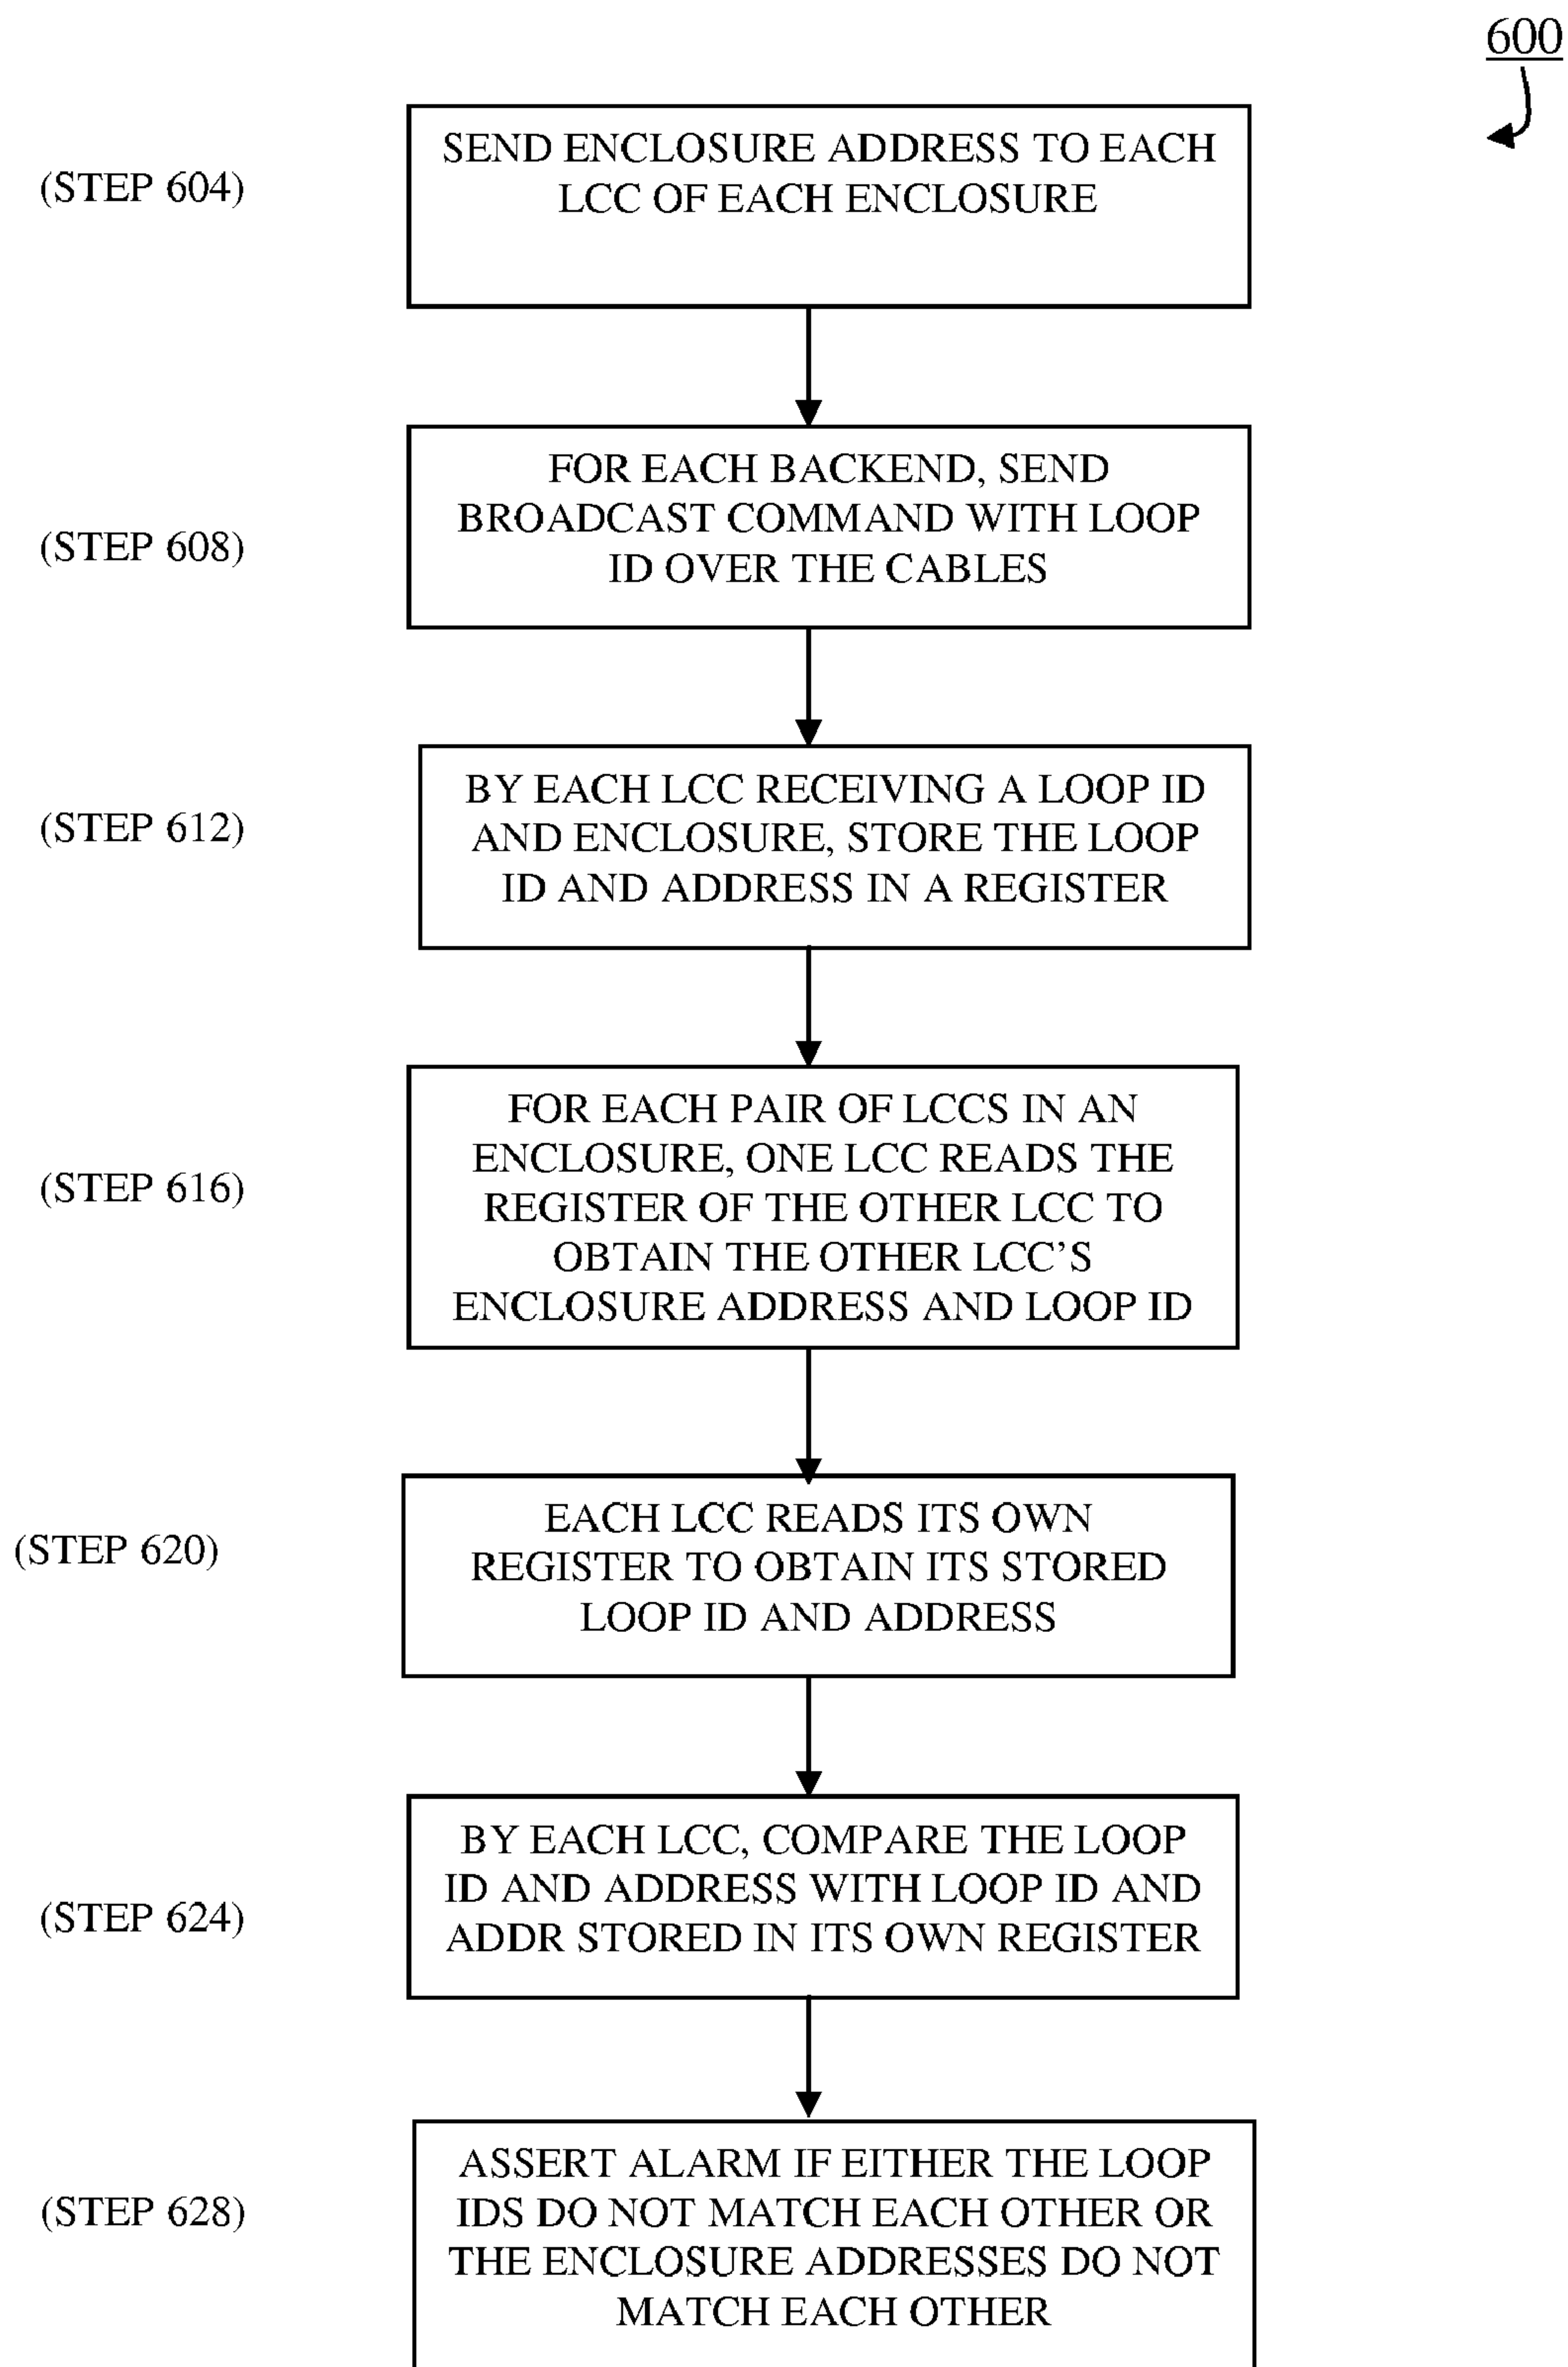 600
(STEP 604)
SEND ENCLOSURE ADDRESS TO EACH
LCC OF EACH ENCLOSURE
(STEP 608)
FOR EACH BACKEND, SEND
BROADCAST COMMAND WITH LOOP
ID OVER THE CABLES
(STEP 612)
BY EACH LCC RECEIVING A LOOP ID
AND ENCLOSURE, STORE THE LOOP
ID AND ADDRESS IN A REGISTER
(STEP 616)
FOR EACH PAIR OF LCCS IN AN
ENCLOSURE, ONE LCC READS THE
REGISTER OF THE OTHER LCC TO
OBTAIN THE OTHER LCC’S
ENCLOSURE ADDRESS AND LOOP ID
(STEP 620)
EACH LCC READS ITS OWN
REGISTER TO OBTAIN ITS STORED
LOOP ID AND ADDRESS
(STEP 624)
BY EACH LCC, COMPARE THE LOOP
ID AND ADDRESS WITH LOOP ID AND
ADDR STORED IN ITS OWN REGISTER
(STEP 628)
ASSERT ALARM IF EITHER THE LOOP
IDS DO NOT MATCH EACH OTHER OR
THE ENCLOSURE ADDRESSES DO NOT
MATCH EACH OTHER